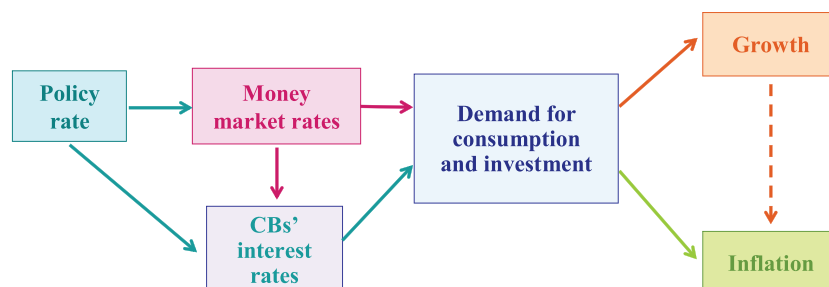 Policy
rate
Money
market rates
CBs’
interest
rates
Demand for
consumption
and investment
Growth
Inflation